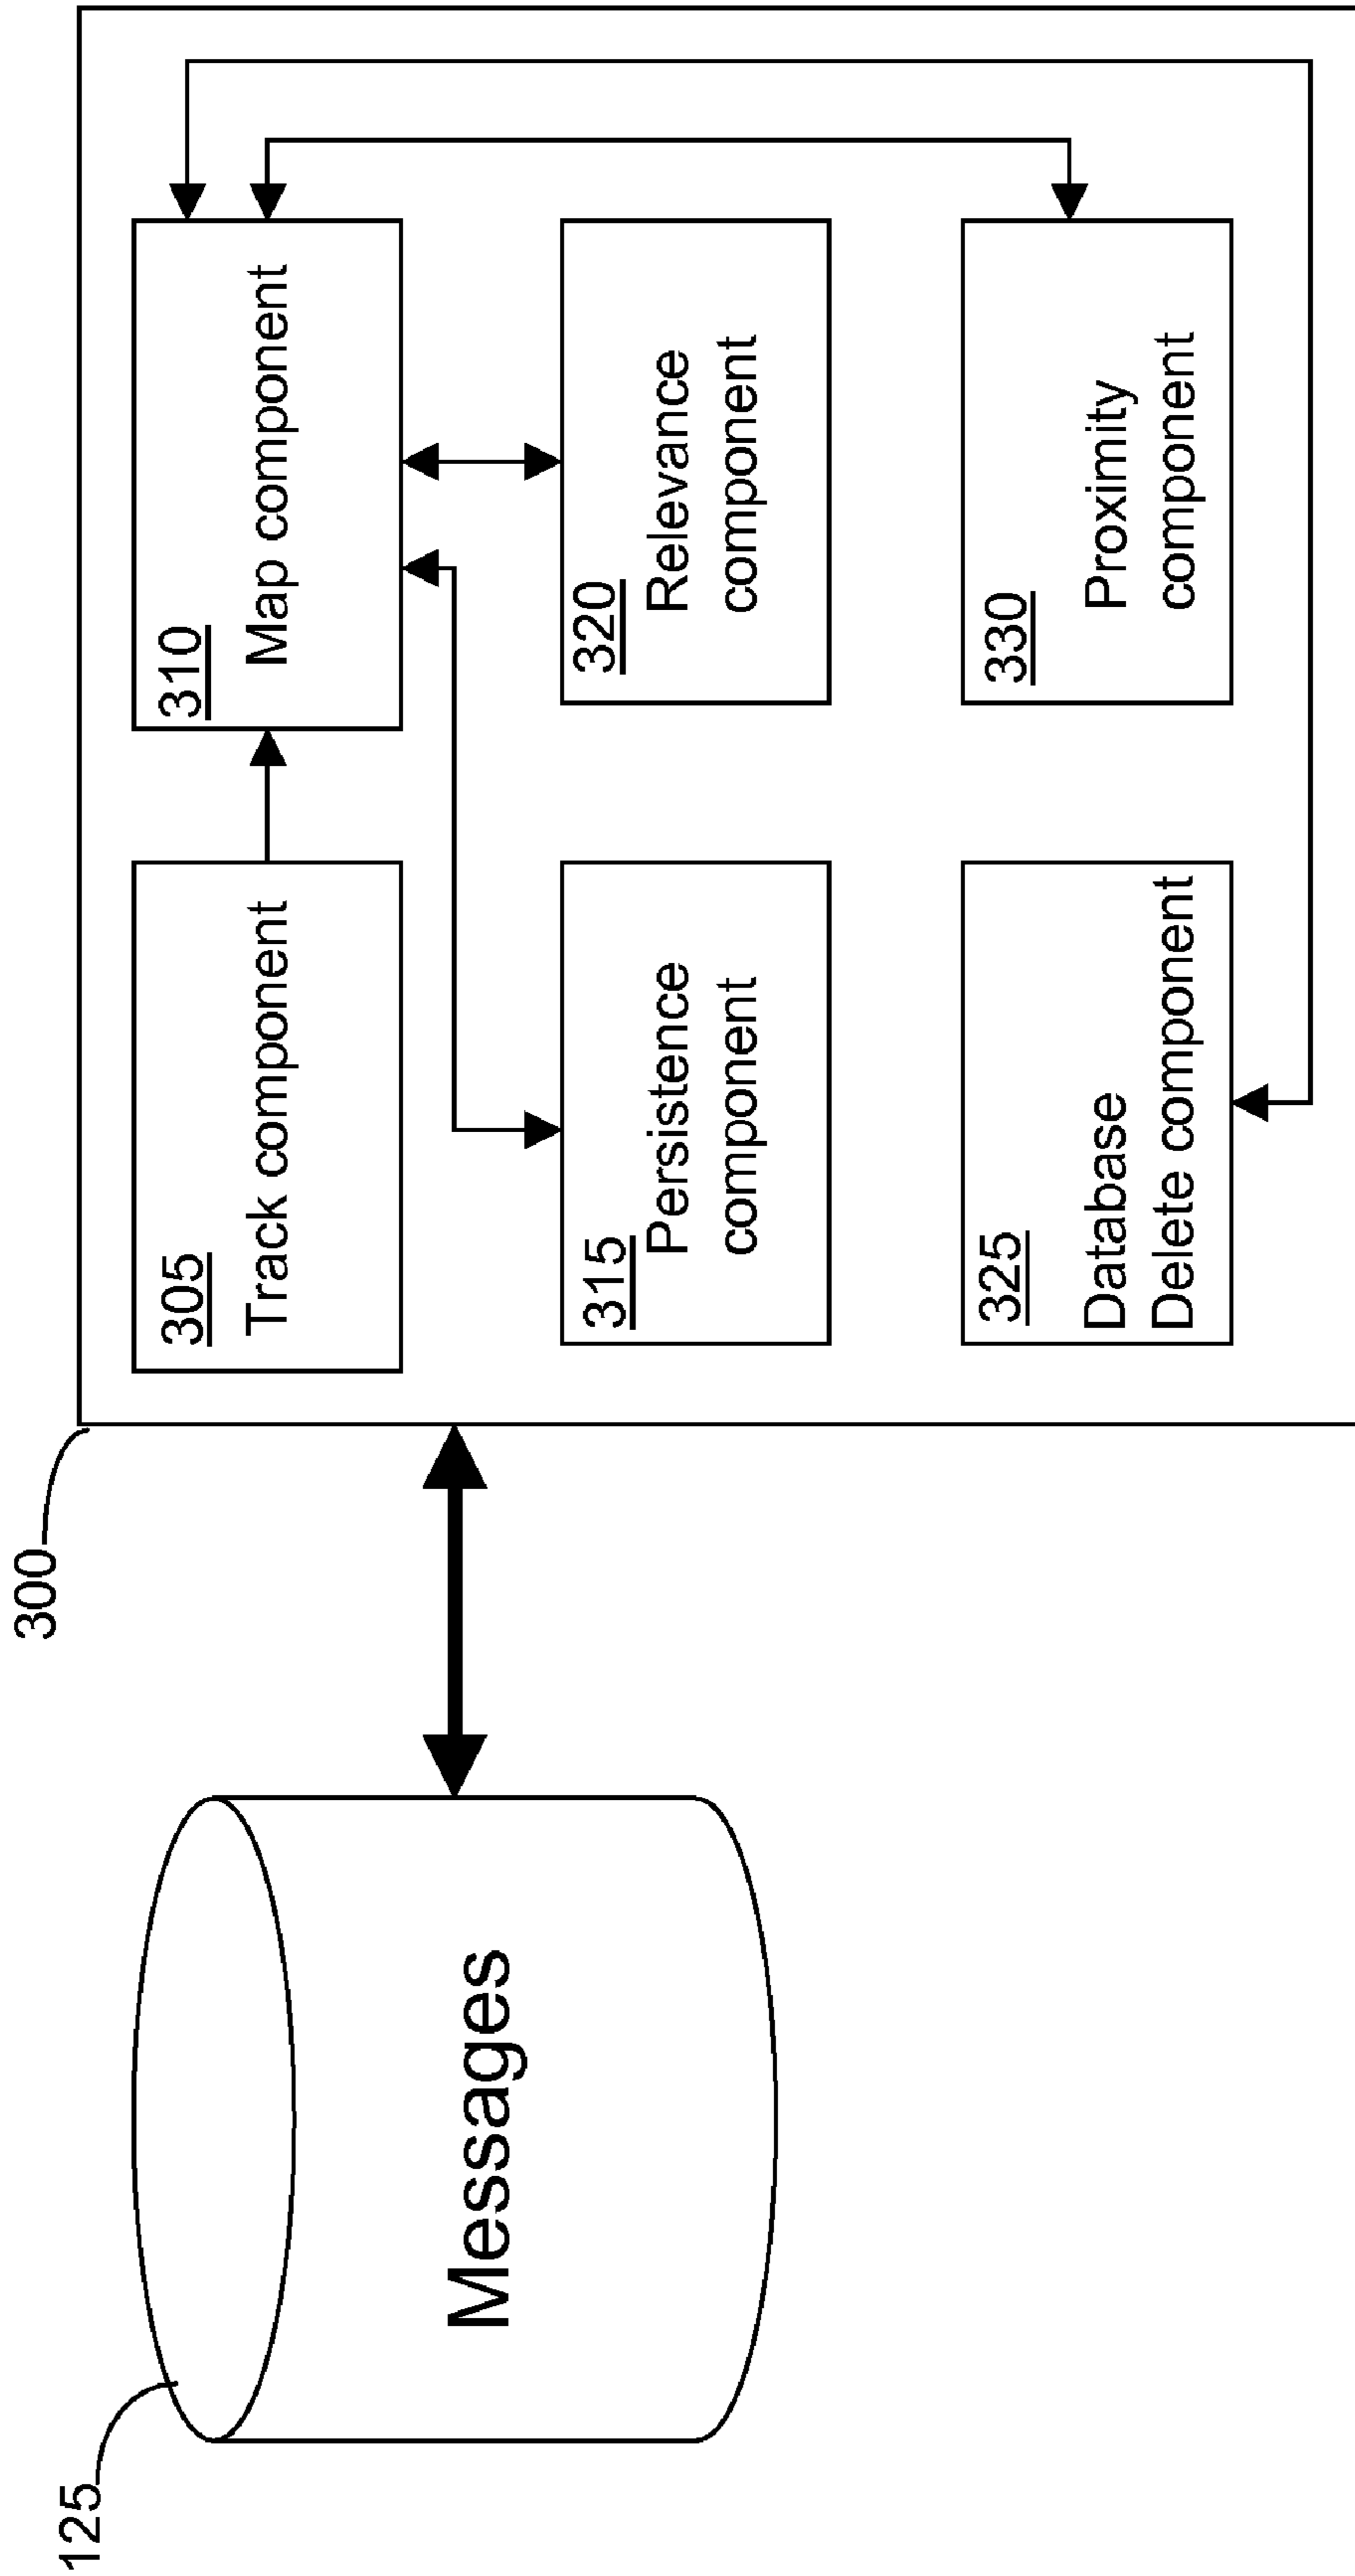 300
125
Messages
305
Track component
310
Map component
315
Persistence
component
320
Relevance
component
325
Database
Delete component
330
Proximity
component